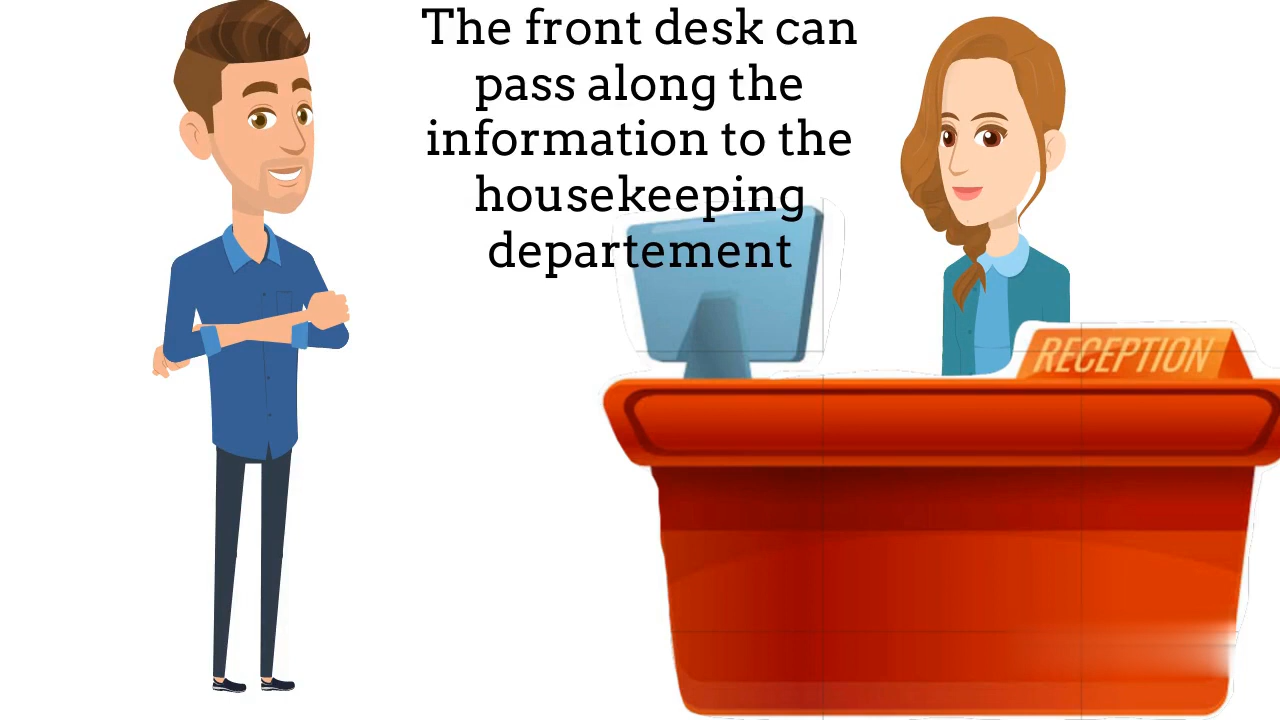 The front desk can
pass along the
information to the
housekeeping
departement
RECEPTION